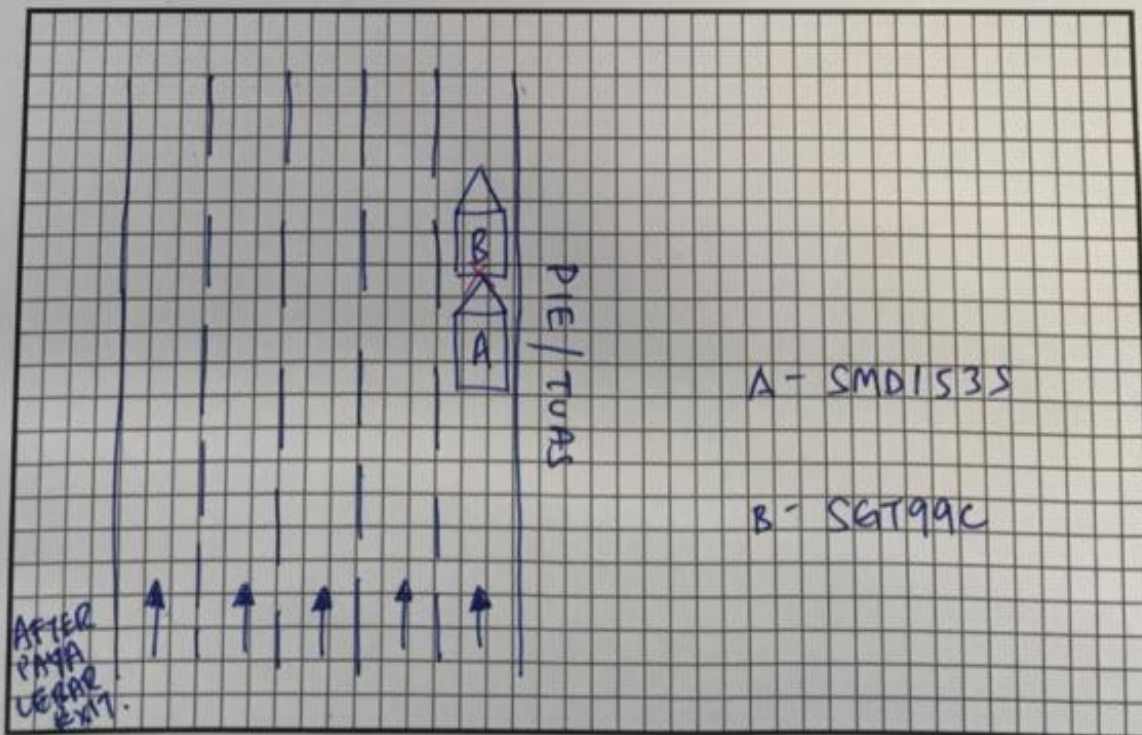 B
A
PIE/TUAS
A - SMD1535
B - SGT99C
AFTER
PAYA
LEBAR
EXIT.